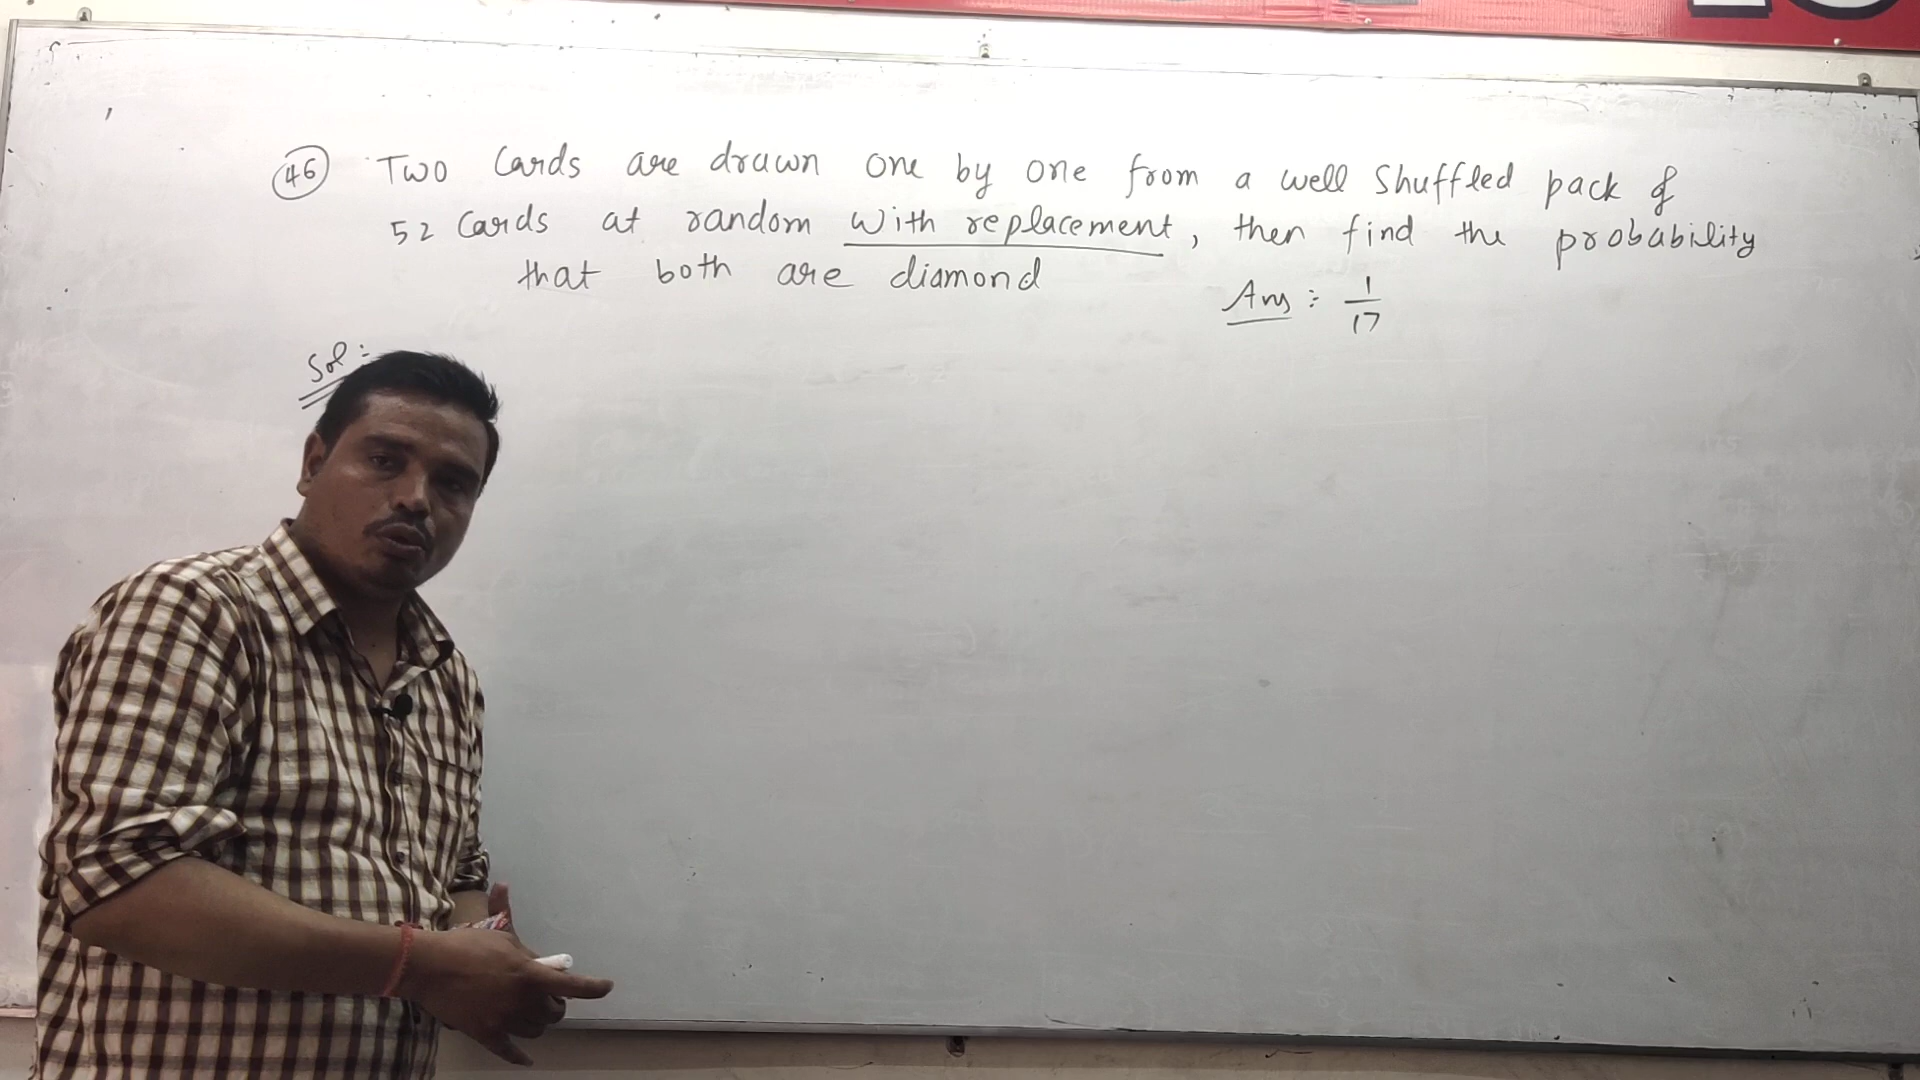 46 Two Cards are drawn one by one from a well Shuffled pack of
52 Cards at random with replacement, then find the probability
that both are diamond
Ans : 1/17
Sol :